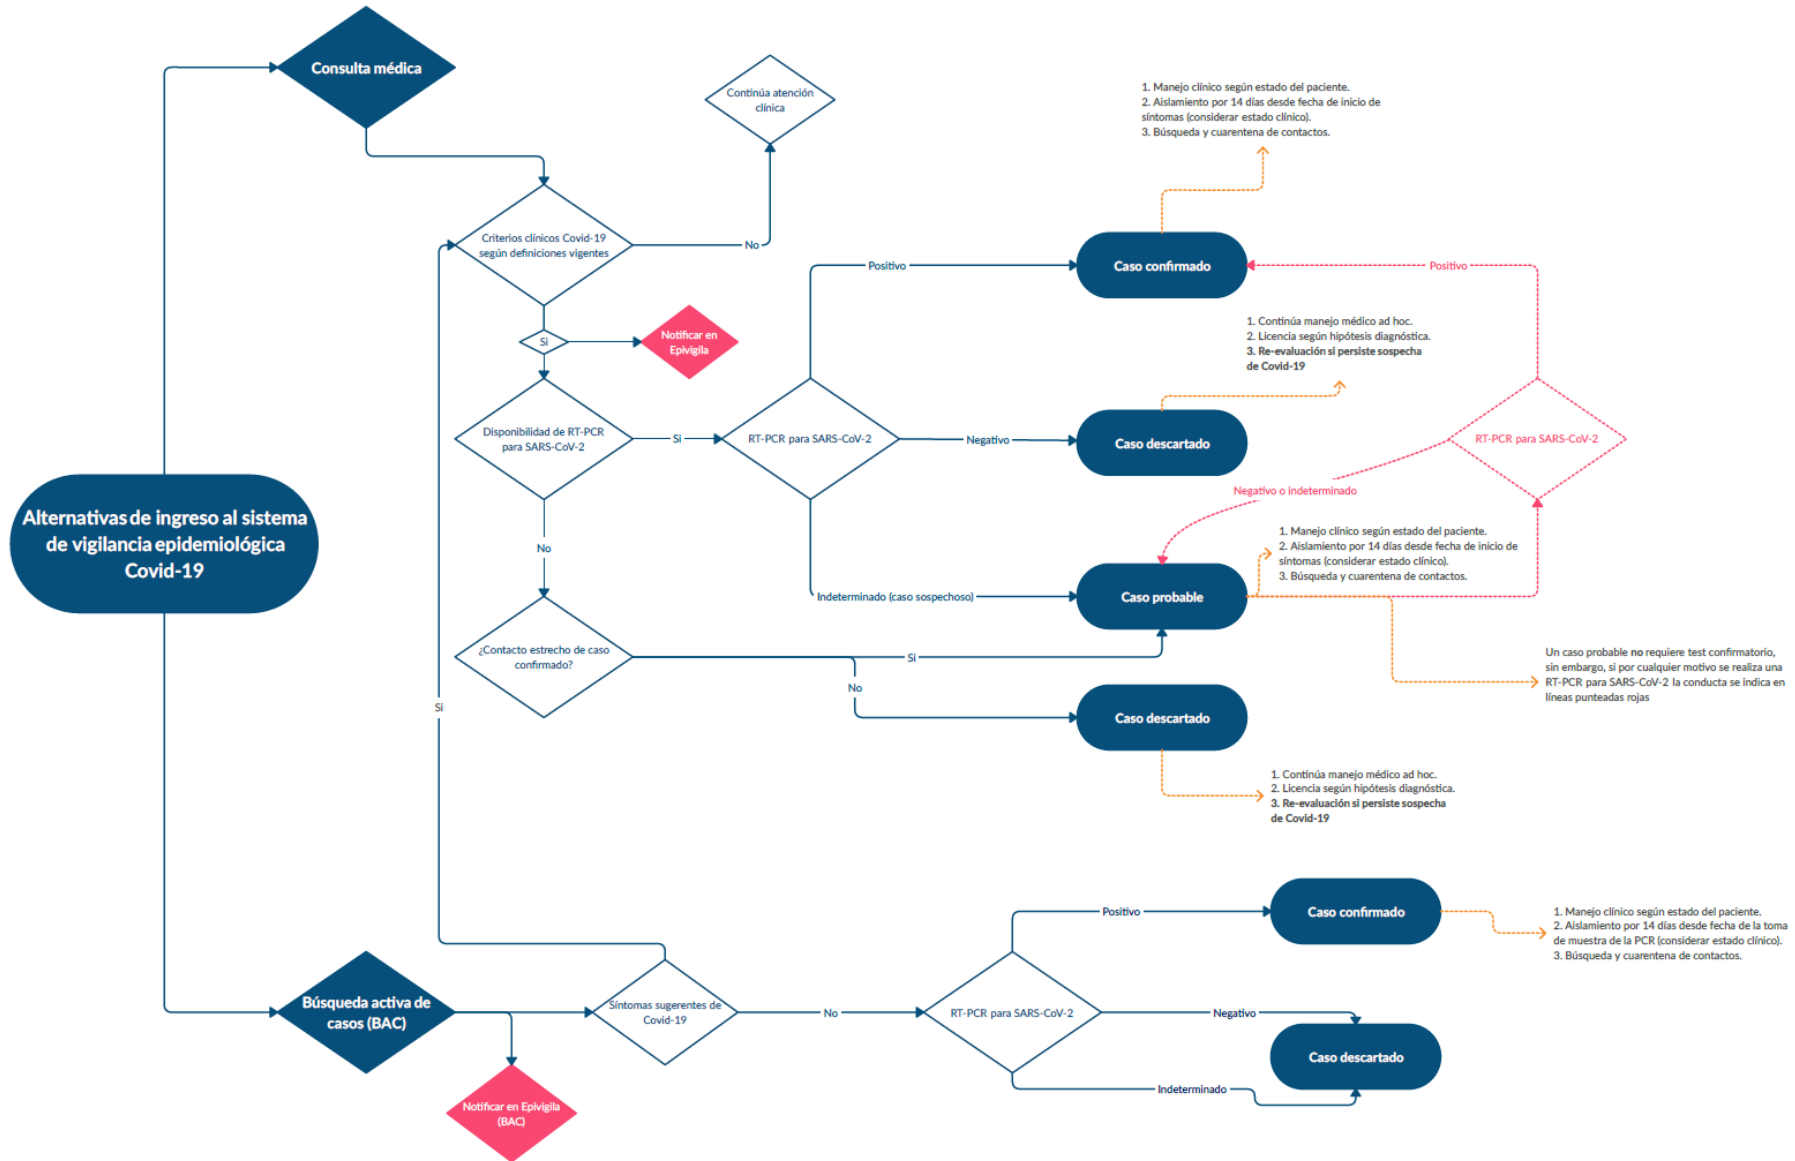 Consulta médica
Continúa atención
clínica
1. Manejo clínico según estado del paciente.
2. Aislamiento por 14 días desde fecha de inicio de
síntomas (considerar estado clínico).
3. Búsqueda y cuarentena de contactos.
Criterios clínicos Covid-19
según definiciones vigentes
No
Positivo
Caso confirmado
Positivo
Si
Notificar en
Epivigila
1. Continúa manejo médico ad hoc.
2. Licencia según hipótesis diagnóstica.
3. Re-evaluación si persiste sospecha
de Covid-19
Disponibilidad de RT-PCR
para SARS-CoV-2
Si
RT-PCR para SARS-CoV-2
Negativo
Caso descartado
RT-PCR para SARS-CoV-2
Negativo o indeterminado
Alternativas de ingreso al sistema
de vigilancia epidemiológica
Covid-19
No
1. Manejo clínico según estado del paciente.
2. Aislamiento por 14 días desde fecha de inicio de
síntomas (considerar estado clínico).
3. Búsqueda y cuarentena de contactos.
Indeterminado (caso sospechoso)
Caso probable
¿Contacto estrecho de caso
confirmado?
Si
No
Un caso probable no requiere test confirmatorio,
sin embargo, si por cualquier motivo se realiza una
RT-PCR para SARS-CoV-2 la conducta se indica en
líneas punteadas rojas
Si
Caso descartado
1. Continúa manejo médico ad hoc.
2. Licencia según hipótesis diagnóstica.
3. Re-evaluación si persiste sospecha
de Covid-19
Positivo
Caso confirmado
1. Manejo clínico según estado del paciente.
2. Aislamiento por 14 días desde fecha de la toma
de muestra de la PCR (considerar estado clínico).
3. Búsqueda y cuarentena de contactos.
Búsqueda activa de
casos (BAC)
Síntomas sugerentes de
Covid-19
No
RT-PCR para SARS-CoV-2
Negativo
Caso descartado
Indeterminado
Notificar en Epivigila
(BAC)